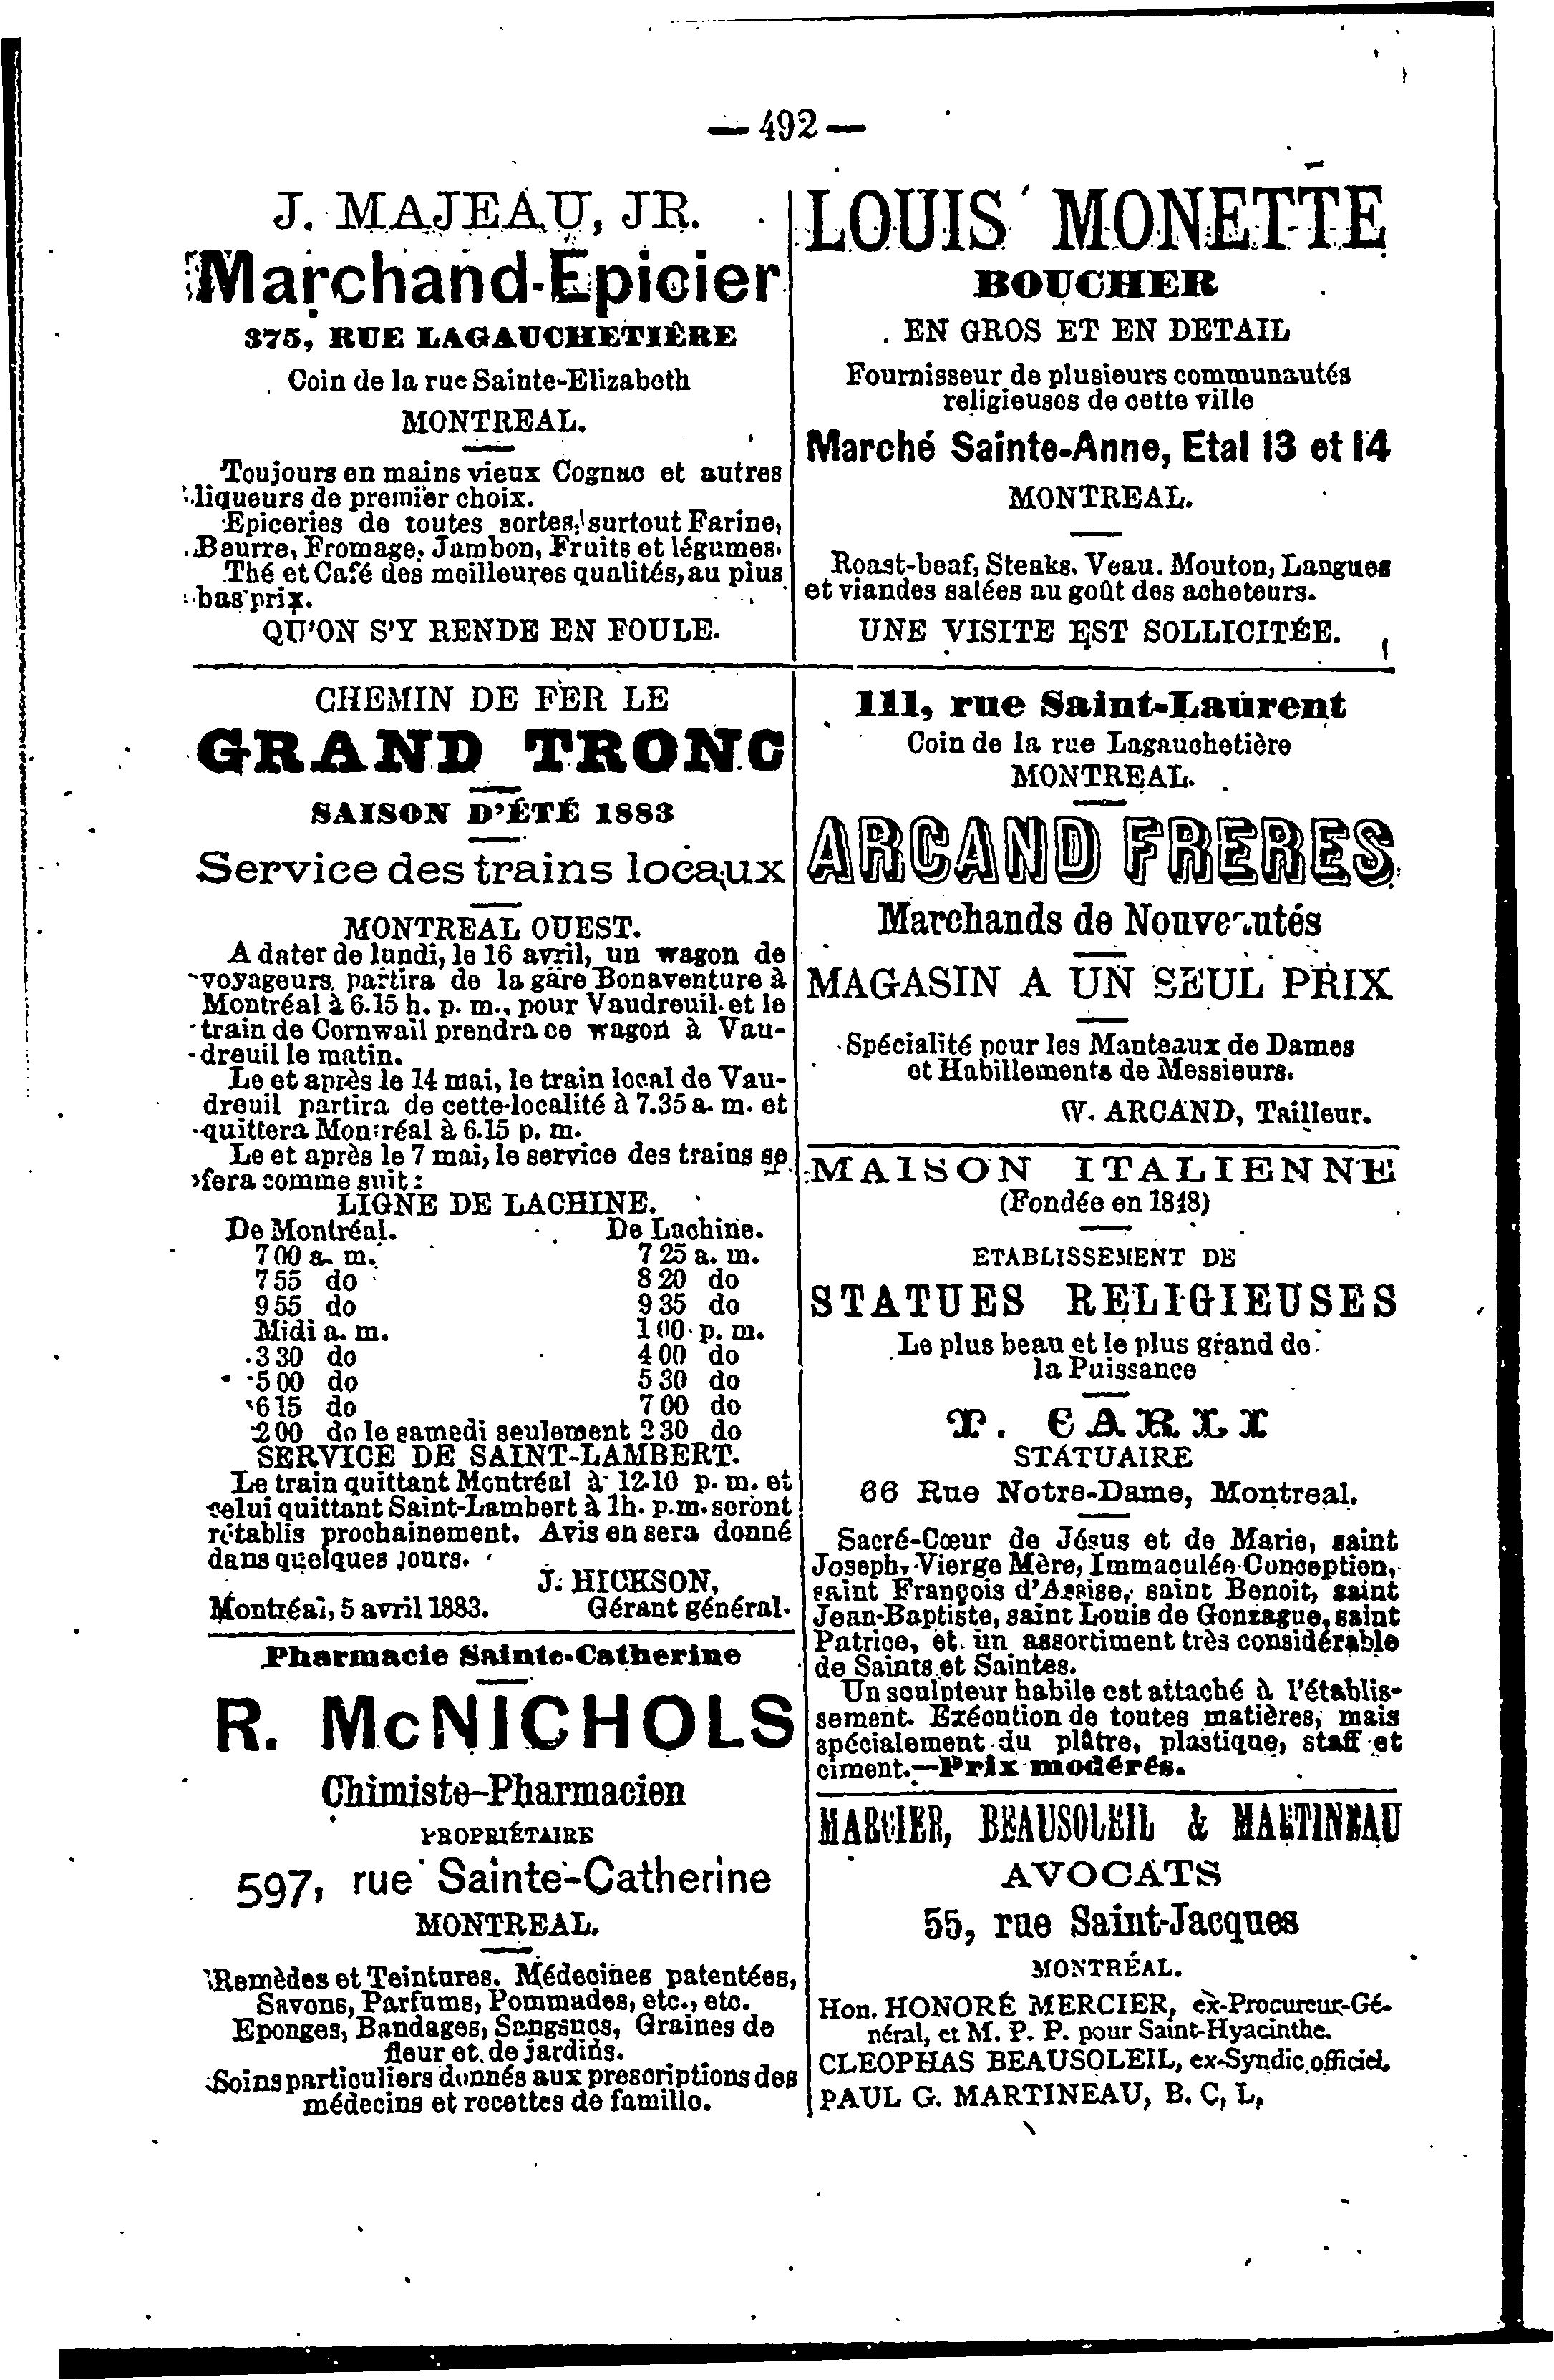 — 492 —
J. MAJEAU, JR.
Marchand-Epicier
375, RUE LAGAUCHETIÈRE
Coin de la rue Sainte-Elizabeth
MONTREAL.
Toujours en mains vieux Cognac et autres
liqueurs de premier choix.
Epiceries de toutes sortes, surtout Farine,
Beurre, Fromage, Jambon, Fruits et légumes.
Thé et Café des meilleures qualités, au plus
bas prix.
QU'ON S'Y RENDE EN FOULE.
CHEMIN DE FER LE
GRAND TRONC
SAISON D'ÉTÉ 1883
Service des trains locaux
MONTREAL OUEST.
A dater de lundi, le 16 avril, un wagon de
voyageurs partira de la gare Bonaventure à
Montréal à 6.15 h. p. m., pour Vaudreuil et le
train de Cornwail prendra ce wagon à Vau-
dreuil le matin.
Le et après le 14 mai, le train local de Vau-
dreuil partira de cette localité à 7.35 a. m. et
quittera Montréal à 6.15 p. m.
Le et après le 7 mai, le service des trains se
fera comme suit :
LIGNE DE LACHINE.
De Montréal. De Lachine.
7 00 a. m. 7 25 a. m.
7 55 do 8 20 do
9 55 do 9 35 do
Midi a. m. 1 00 p. m.
3 30 do 4 00 do
5 00 do 5 30 do
6 15 do 7 00 do
2 00 do le samedi seulement 2 30 do
SERVICE DE SAINT-LAMBERT.
Le train quittant Montréal à 12.10 p. m. et
celui quittant Saint-Lambert à 1h. p.m. seront
rétablis prochainement. Avis en sera donné
dans quelques jours.
J. HICKSON,
Montréal, 5 avril 1883. Gérant général.
Pharmacie Sainte-Catherine
R. McNICHOLS
Chimiste-Pharmacien
PROPRIÉTAIRE
597, rue Sainte-Catherine
MONTREAL.
Remèdes et Teintures. Médecines patentées,
Savons, Parfums, Pommades, etc., etc.
Eponges, Bandages, Sangsues, Graines de
fleur et de jardins.
Soins particuliers donnés aux prescriptions des
médecins et recettes de famille.
LOUIS MONETTE
BOUCHER
EN GROS ET EN DETAIL
Fournisseur de plusieurs communautés
religieuses de cette ville
Marché Sainte-Anne, Etal 13 et 14
MONTREAL.
Roast-beaf, Steaks. Veau. Mouton, Langues
et viandes salées au goût des acheteurs.
UNE VISITE EST SOLLICITÉE.
111, rue Saint-Laurent
Coin de la rue Lagauchetière
MONTREAL.
ARCAND FRERES
Marchands de Nouveautés
MAGASIN A UN SEUL PRIX
Spécialité pour les Manteaux de Dames
et Habillements de Messieurs.
W. ARCAND, Tailleur.
MAISON ITALIENNE
(Fondée en 1848)
ETABLISSEMENT DE
STATUES RELIGIEUSES
Le plus beau et le plus grand de
la Puissance
T. CARLI
STATUAIRE
66 Rue Notre-Dame, Montreal.
Sacré-Cœur de Jésus et de Marie, saint
Joseph, Vierge Mère, Immaculée Conception,
saint François d'Assise, saint Benoit, saint
Jean-Baptiste, saint Louis de Gonzague, saint
Patrice, et un assortiment très considérable
de Saints et Saintes.
Un sculpteur habile est attaché à l'établis-
sement. Exécution de toutes matières, mais
spécialement du plâtre, plastique, staff et
ciment.—Prix modérés.
MARCIER, BEAUSOLEIL & MARTINEAU
AVOCATS
55, rue Saint-Jacques
MONTRÉAL.
Hon. HONORÉ MERCIER, ex-Procureur-Gé-
néral, et M. P. P. pour Saint-Hyacinthe.
CLEOPHAS BEAUSOLEIL, ex-Syndic officiel,
PAUL G. MARTINEAU, B. C, L,